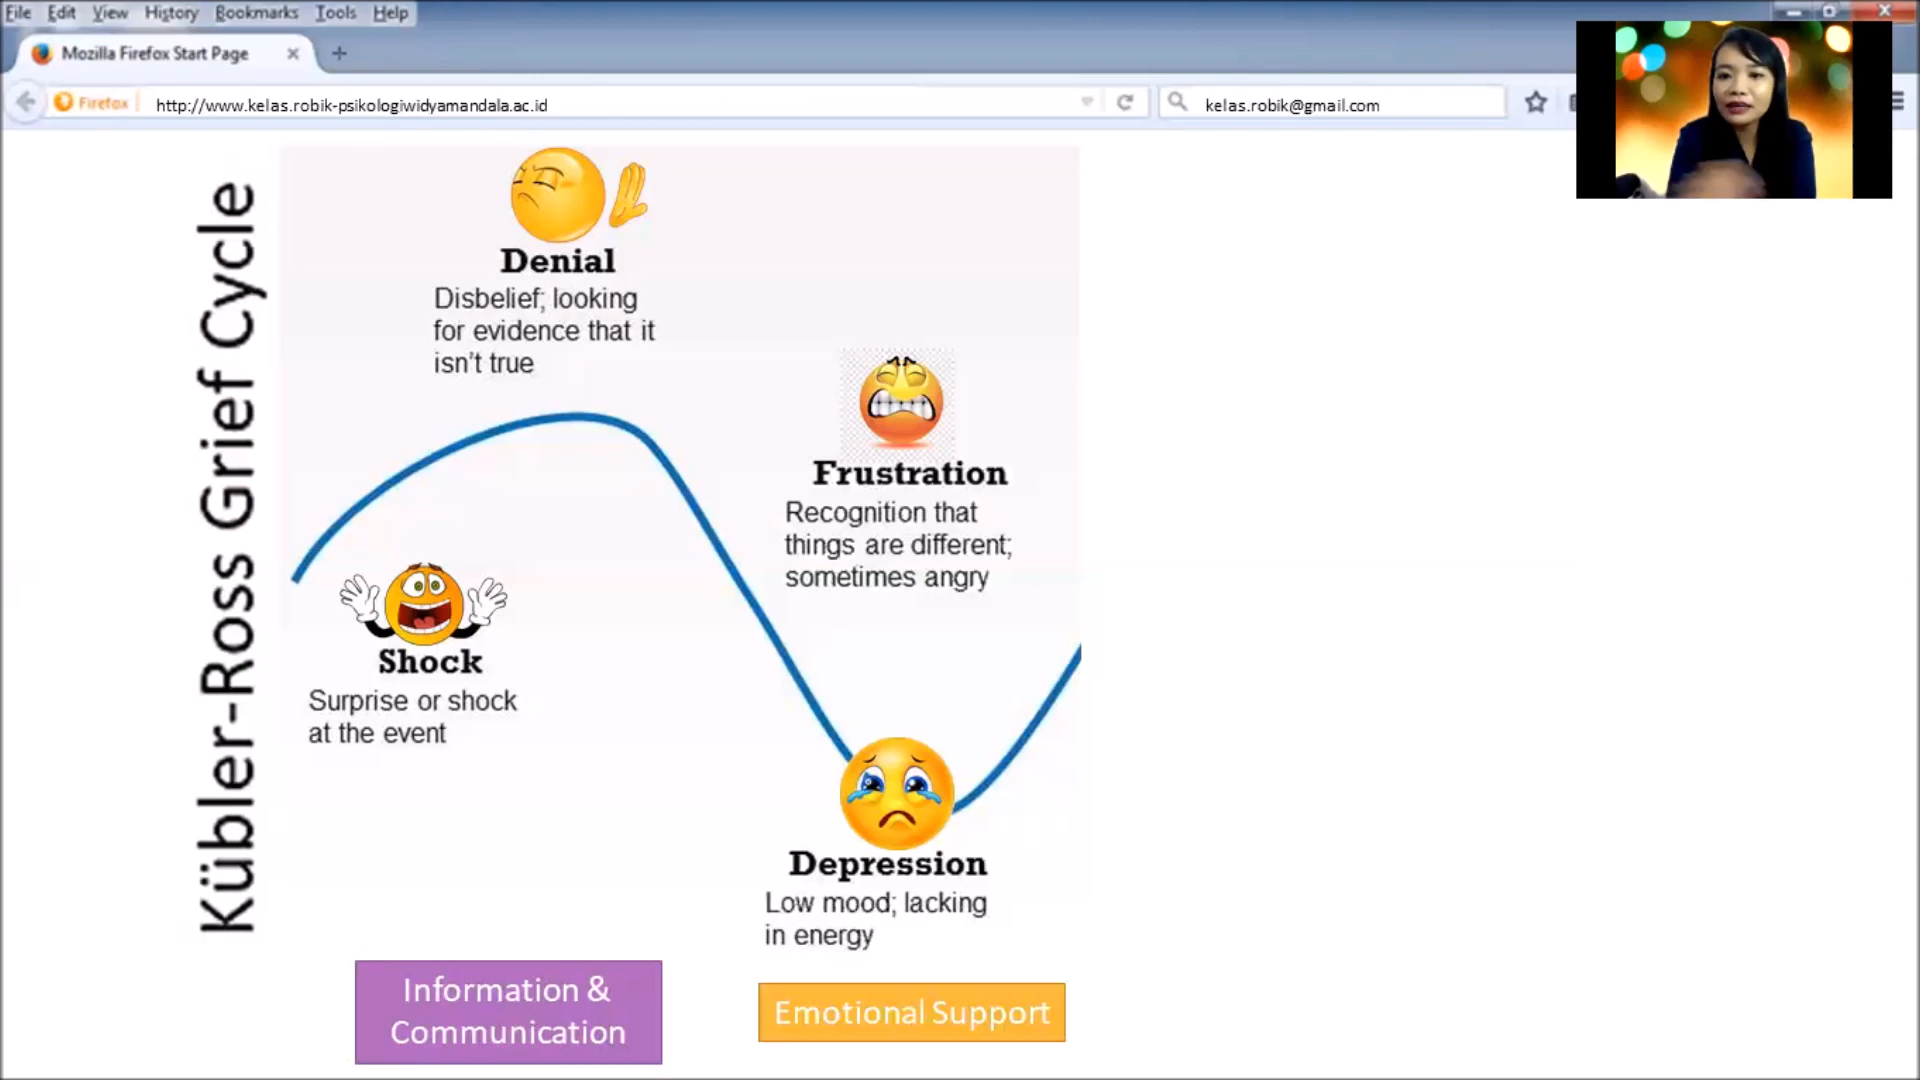 File Edit View History Bookmarks Tools Help
Mozilla Firefox Start Page
Firefox http://www.kelas.robik-psikologiwidyamandala.ac.id kelas.robik@gmail.com
Kübler-Ross Grief Cycle
Denial
Disbelief; looking
for evidence that it
isn't true
Frustration
Recognition that
things are different;
sometimes angry
Shock
Surprise or shock
at the event
Depression
Low mood; lacking
in energy
Information &
Communication
Emotional Support